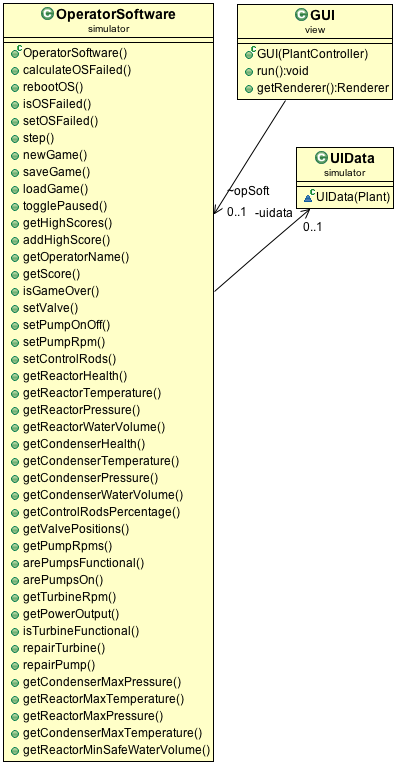 OperatorSoftware
simulator
OperatorSoftware()
calculateOSFailed()
rebootOS()
isOSFailed()
setOSFailed()
step()
newGame()
saveGame()
loadGame()
togglePaused()
getHighScores()
addHighScore()
getOperatorName()
getScore()
isGameOver()
setValve()
setPumpOnOff()
setPumpRpm()
setControlRods()
getReactorHealth()
getReactorTemperature()
getReactorPressure()
getReactorWaterVolume()
getCondenserHealth()
getCondenserTemperature()
getCondenserPressure()
getCondenserWaterVolume()
getControlRodsPercentage()
getValvePositions()
getPumpRpms()
arePumpsFunctional()
arePumpsOn()
getTurbineRpm()
getPowerOutput()
isTurbineFunctional()
repairTurbine()
repairPump()
getCondenserMaxPressure()
getReactorMaxTemperature()
getReactorMaxPressure()
getCondenserMaxTemperature()
getReactorMinSafeWaterVolume()
GUI
view
GUI(PlantController)
run():void
getRenderer():Renderer
~opSoft
0..1
-uidata
0..1
UIData
simulator
UIData(Plant)